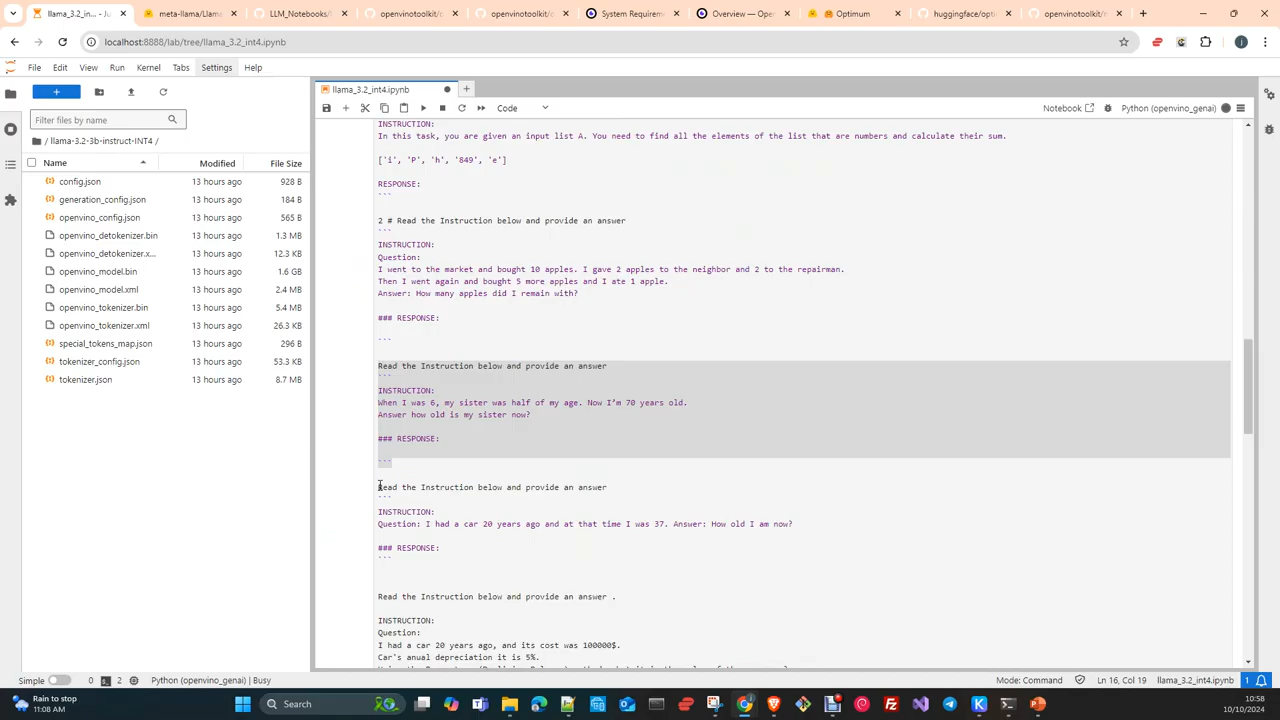 llama_3.2_int4.ipynb - Ju
meta-llama/Llama
LLM_Notebooks/l
openvinotoolkit/c
openvinotoolkit/c
System Requirem
Overview — Oper
Optimum
huggingface/opti
openvinotoolkit/e
localhost:8888/lab/tree/llama_3.2_int4.ipynb
File Edit View Run Kernel Tabs Settings Help
llama_3.2_int4.ipynb
Filter files by name
Code
Notebook
Python (openvino_genai)
/ llama-3.2-3b-instruct-INT4 /
Name Modified File Size
config.json 13 hours ago 928 B
generation_config.json 13 hours ago 184 B
openvino_config.json 13 hours ago 565 B
openvino_detokenizer.bin 13 hours ago 1.3 MB
openvino_detokenizer.x... 13 hours ago 12.3 KB
openvino_model.bin 13 hours ago 1.6 GB
openvino_model.xml 13 hours ago 2.4 MB
openvino_tokenizer.bin 13 hours ago 5.4 MB
openvino_tokenizer.xml 13 hours ago 26.3 KB
special_tokens_map.json 13 hours ago 296 B
tokenizer_config.json 13 hours ago 53.3 KB
tokenizer.json 13 hours ago 8.7 MB
INSTRUCTION:
In this task, you are given an input list A. You need to find all the elements of the list that are numbers and calculate their sum.
['i', 'P', 'h', '849', 'e']
RESPONSE:
```
2 # Read the Instruction below and provide an answer
```
INSTRUCTION:
Question:
I went to the market and bought 10 apples. I gave 2 apples to the neighbor and 2 to the repairman.
Then I went again and bought 5 more apples and I ate 1 apple.
Answer: How many apples did I remain with?
### RESPONSE:
```
Read the Instruction below and provide an answer
```
INSTRUCTION:
When I was 6, my sister was half of my age. Now I’m 70 years old.
Answer how old is my sister now?
### RESPONSE:
```
Read the Instruction below and provide an answer
```
INSTRUCTION:
Question: I had a car 20 years ago and at that time I was 37. Answer: How old I am now?
### RESPONSE:
```
Read the Instruction below and provide an answer .
INSTRUCTION:
Question:
I had a car 20 years ago, and its cost was 100000$.
Car's anual depreciation it is 5%.
Simple 0 2 Python (openvino_genai) | Busy
Mode: Command Ln 16, Col 19 llama_3.2_int4.ipynb 1
Rain to stop
11:08 AM
Search
10:58
10/10/2024